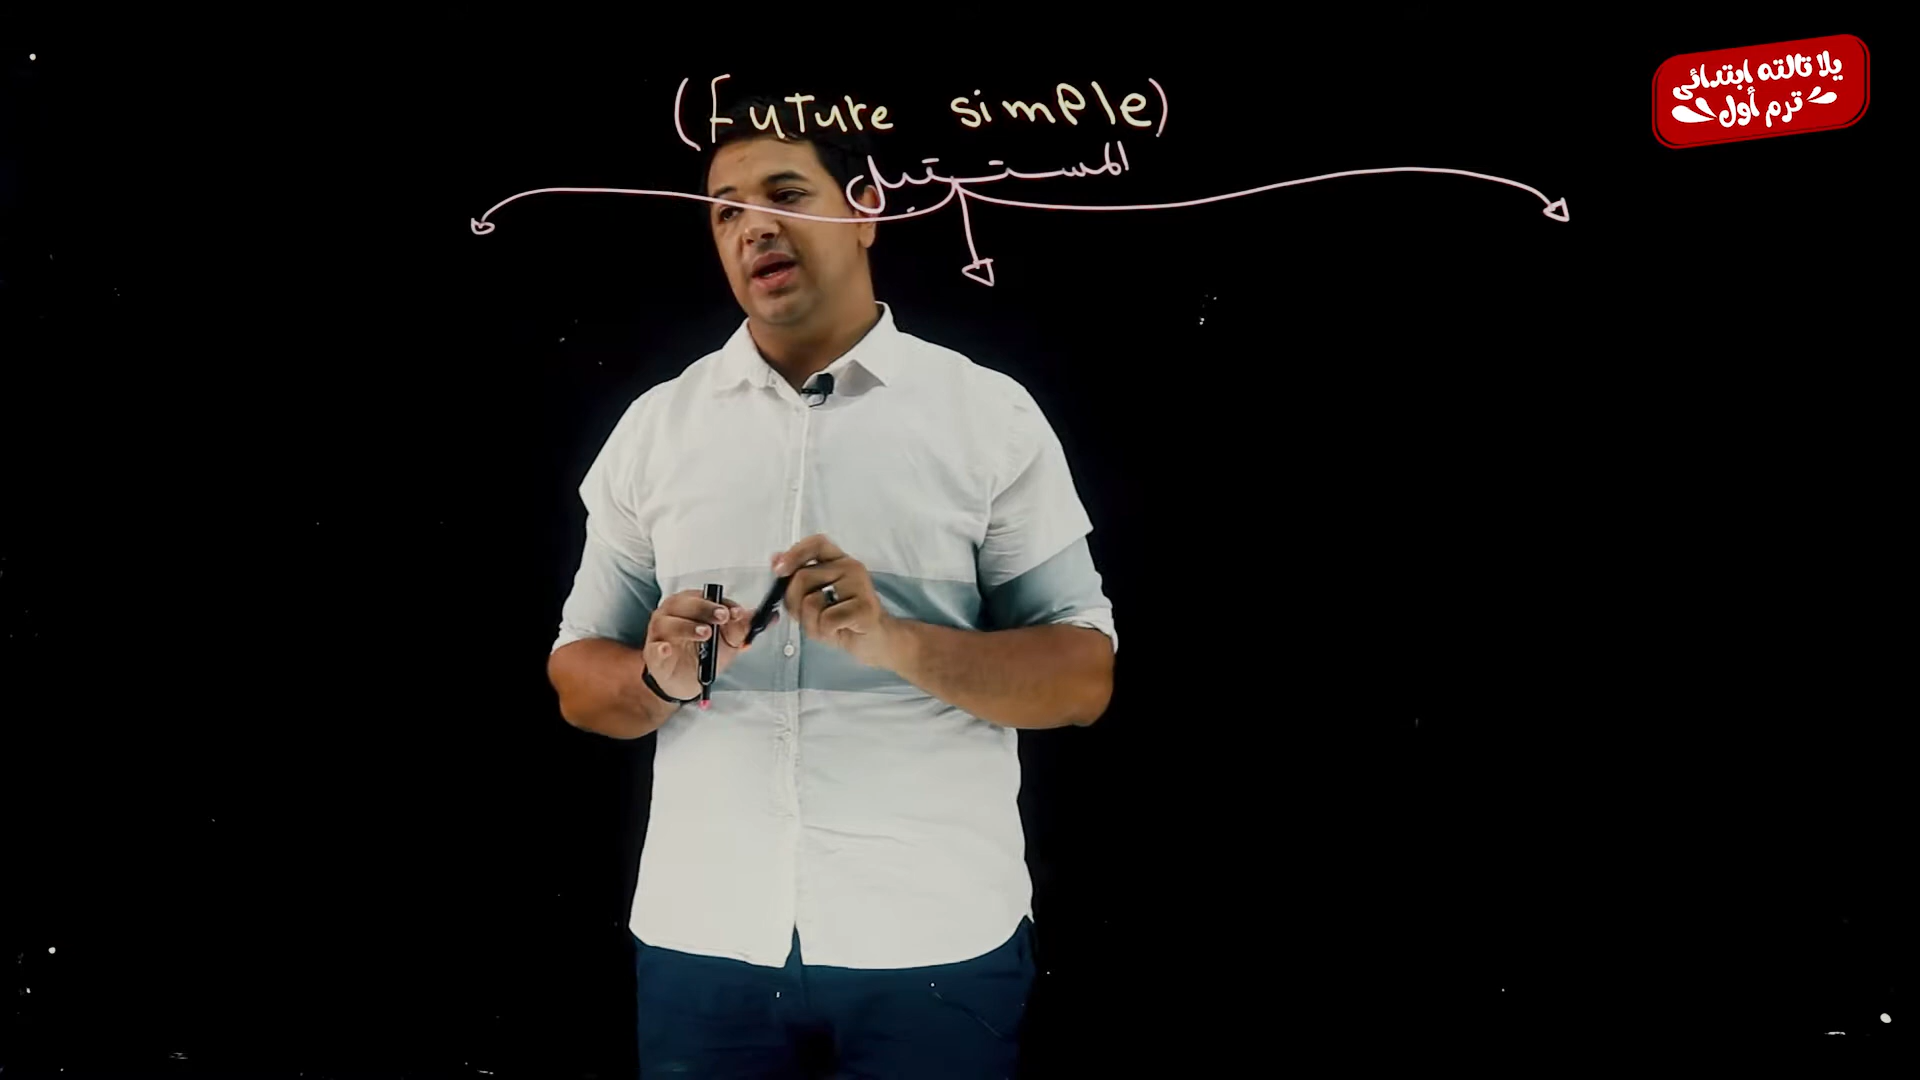 (Future simple)
المستقبل
يلا تالته ابتدائى
ترم أول